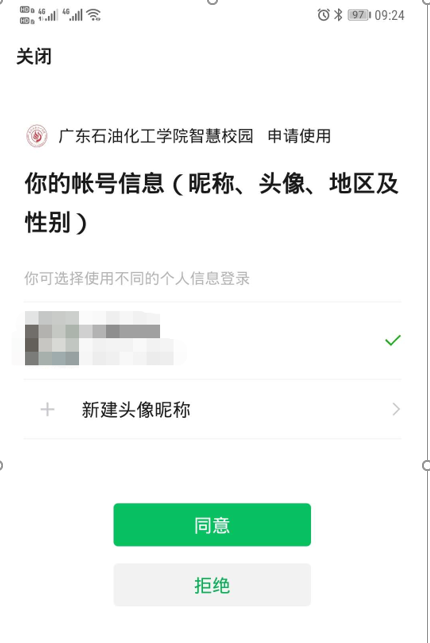 97 09:24
关闭
广东石油化工学院智慧校园 申请使用
你的帐号信息（昵称、头像、地区及
性别）
你可选择使用不同的个人信息登录
新建头像昵称
同意
拒绝